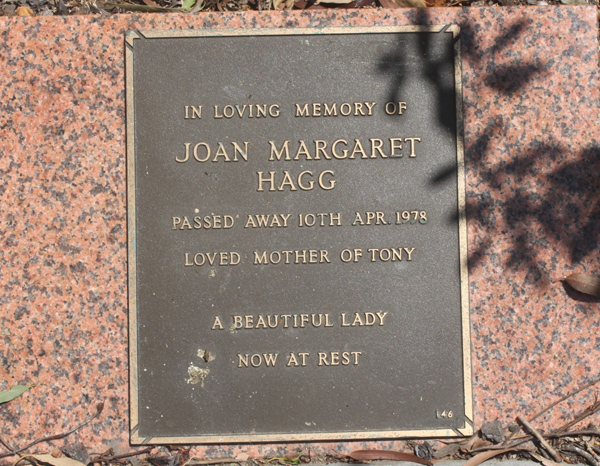 IN LOVING MEMORY OF
JOAN MARGARET
HAGG
PASSED AWAY 10TH APR. 1978
LOVED MOTHER OF TONY
A BEAUTIFUL LADY
NOW AT REST
146